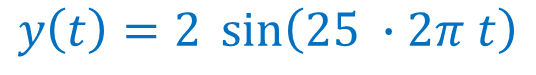 y(t) = 2 sin(25 · 2π t)